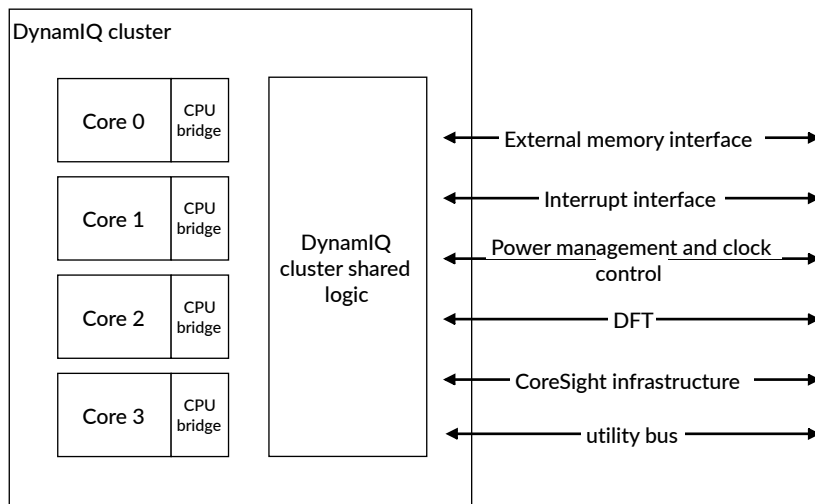 DynamIQ cluster
Core 0
CPU
bridge
Core 1
CPU
bridge
Core 2
CPU
bridge
Core 3
CPU
bridge
DynamIQ
cluster shared
logic
External memory interface
Interrupt interface
Power management and clock
control
DFT
CoreSight infrastructure
utility bus